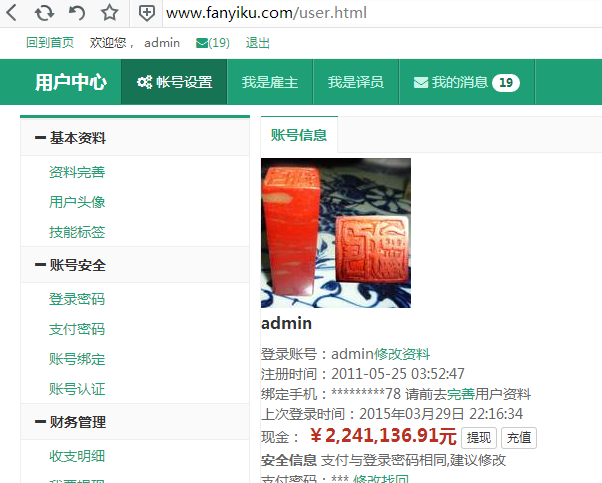 www.fanyiku.com/user.html
回到首页 欢迎您， admin (19) 退出
用户中心 帐号设置 我是雇主 我是译员 我的消息 19
基本资料
资料完善
用户头像
技能标签
账号安全
登录密码
支付密码
账号绑定
账号认证
财务管理
收支明细
账号信息
admin
登录账号：admin修改资料
注册时间：2011-05-25 03:52:47
绑定手机：*********78 请前去完善用户资料
上次登录时间：2015年03月29日 22:16:34
现金： ￥2,241,136.91元 提现 充值
安全信息 支付与登录密码相同,建议修改
支付密码：*** 修改找回